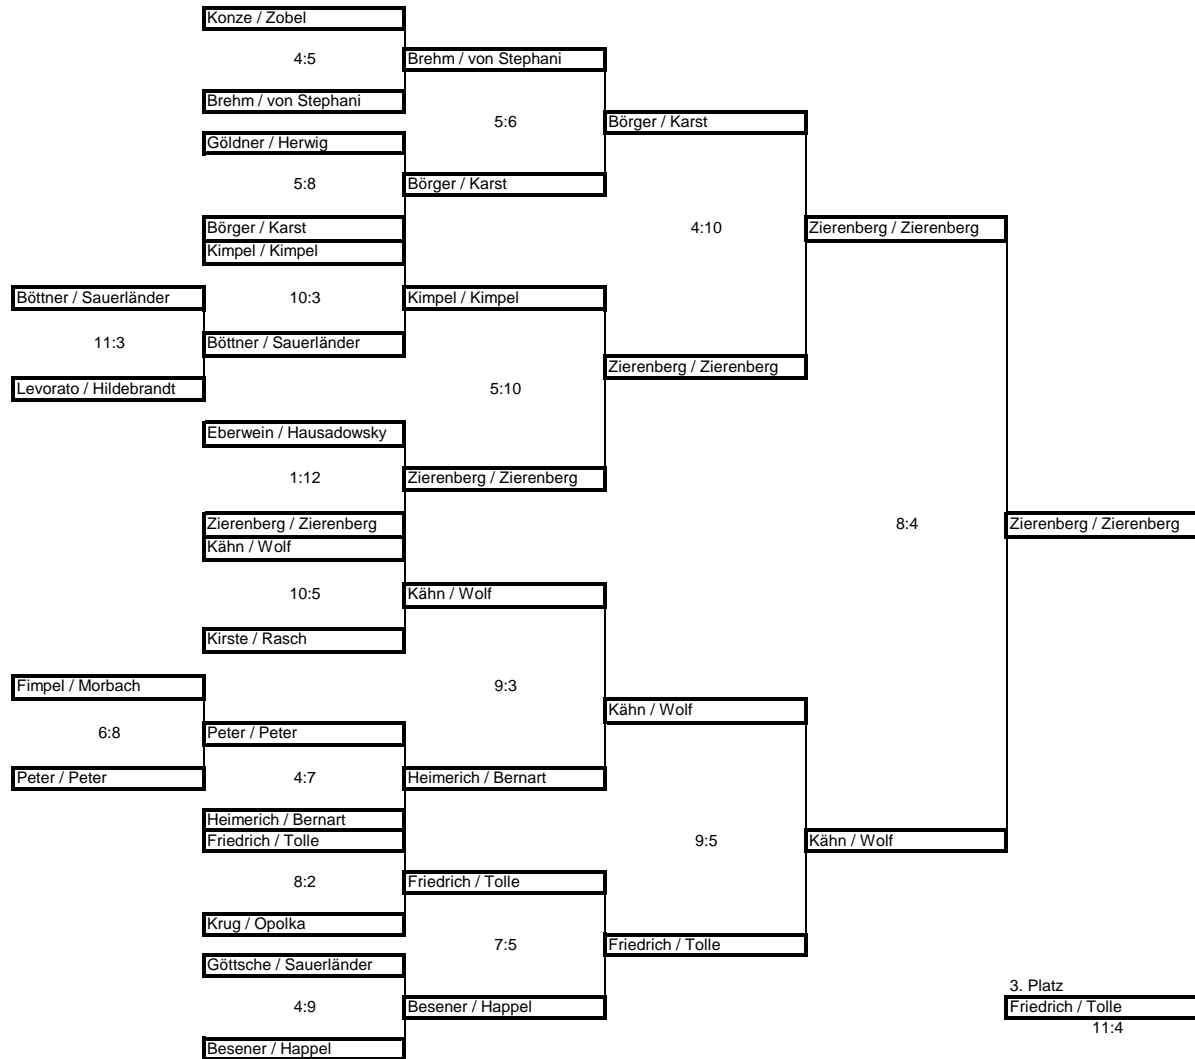 Konze / Zobel
4:5
Brehm / von Stephani
Brehm / von Stephani
5:6
Börger / Karst
Göldner / Herwig
5:8
Börger / Karst
Börger / Karst
4:10
Zierenberg / Zierenberg
Kimpel / Kimpel
Böttner / Sauerländer
10:3
Kimpel / Kimpel
11:3
Böttner / Sauerländer
Zierenberg / Zierenberg
Levorato / Hildebrandt
5:10
Eberwein / Hausadowsky
1:12
Zierenberg / Zierenberg
Zierenberg / Zierenberg
8:4
Zierenberg / Zierenberg
Kähn / Wolf
10:5
Kähn / Wolf
Kirste / Rasch
Fimpel / Morbach
9:3
Kähn / Wolf
6:8
Peter / Peter
Peter / Peter
4:7
Heimerich / Bernart
Heimerich / Bernart
Friedrich / Tolle
9:5
Kähn / Wolf
8:2
Friedrich / Tolle
Krug / Opolka
7:5
Friedrich / Tolle
Göttsche / Sauerländer
3. Platz
4:9
Besener / Happel
Friedrich / Tolle
11:4
Besener / Happel